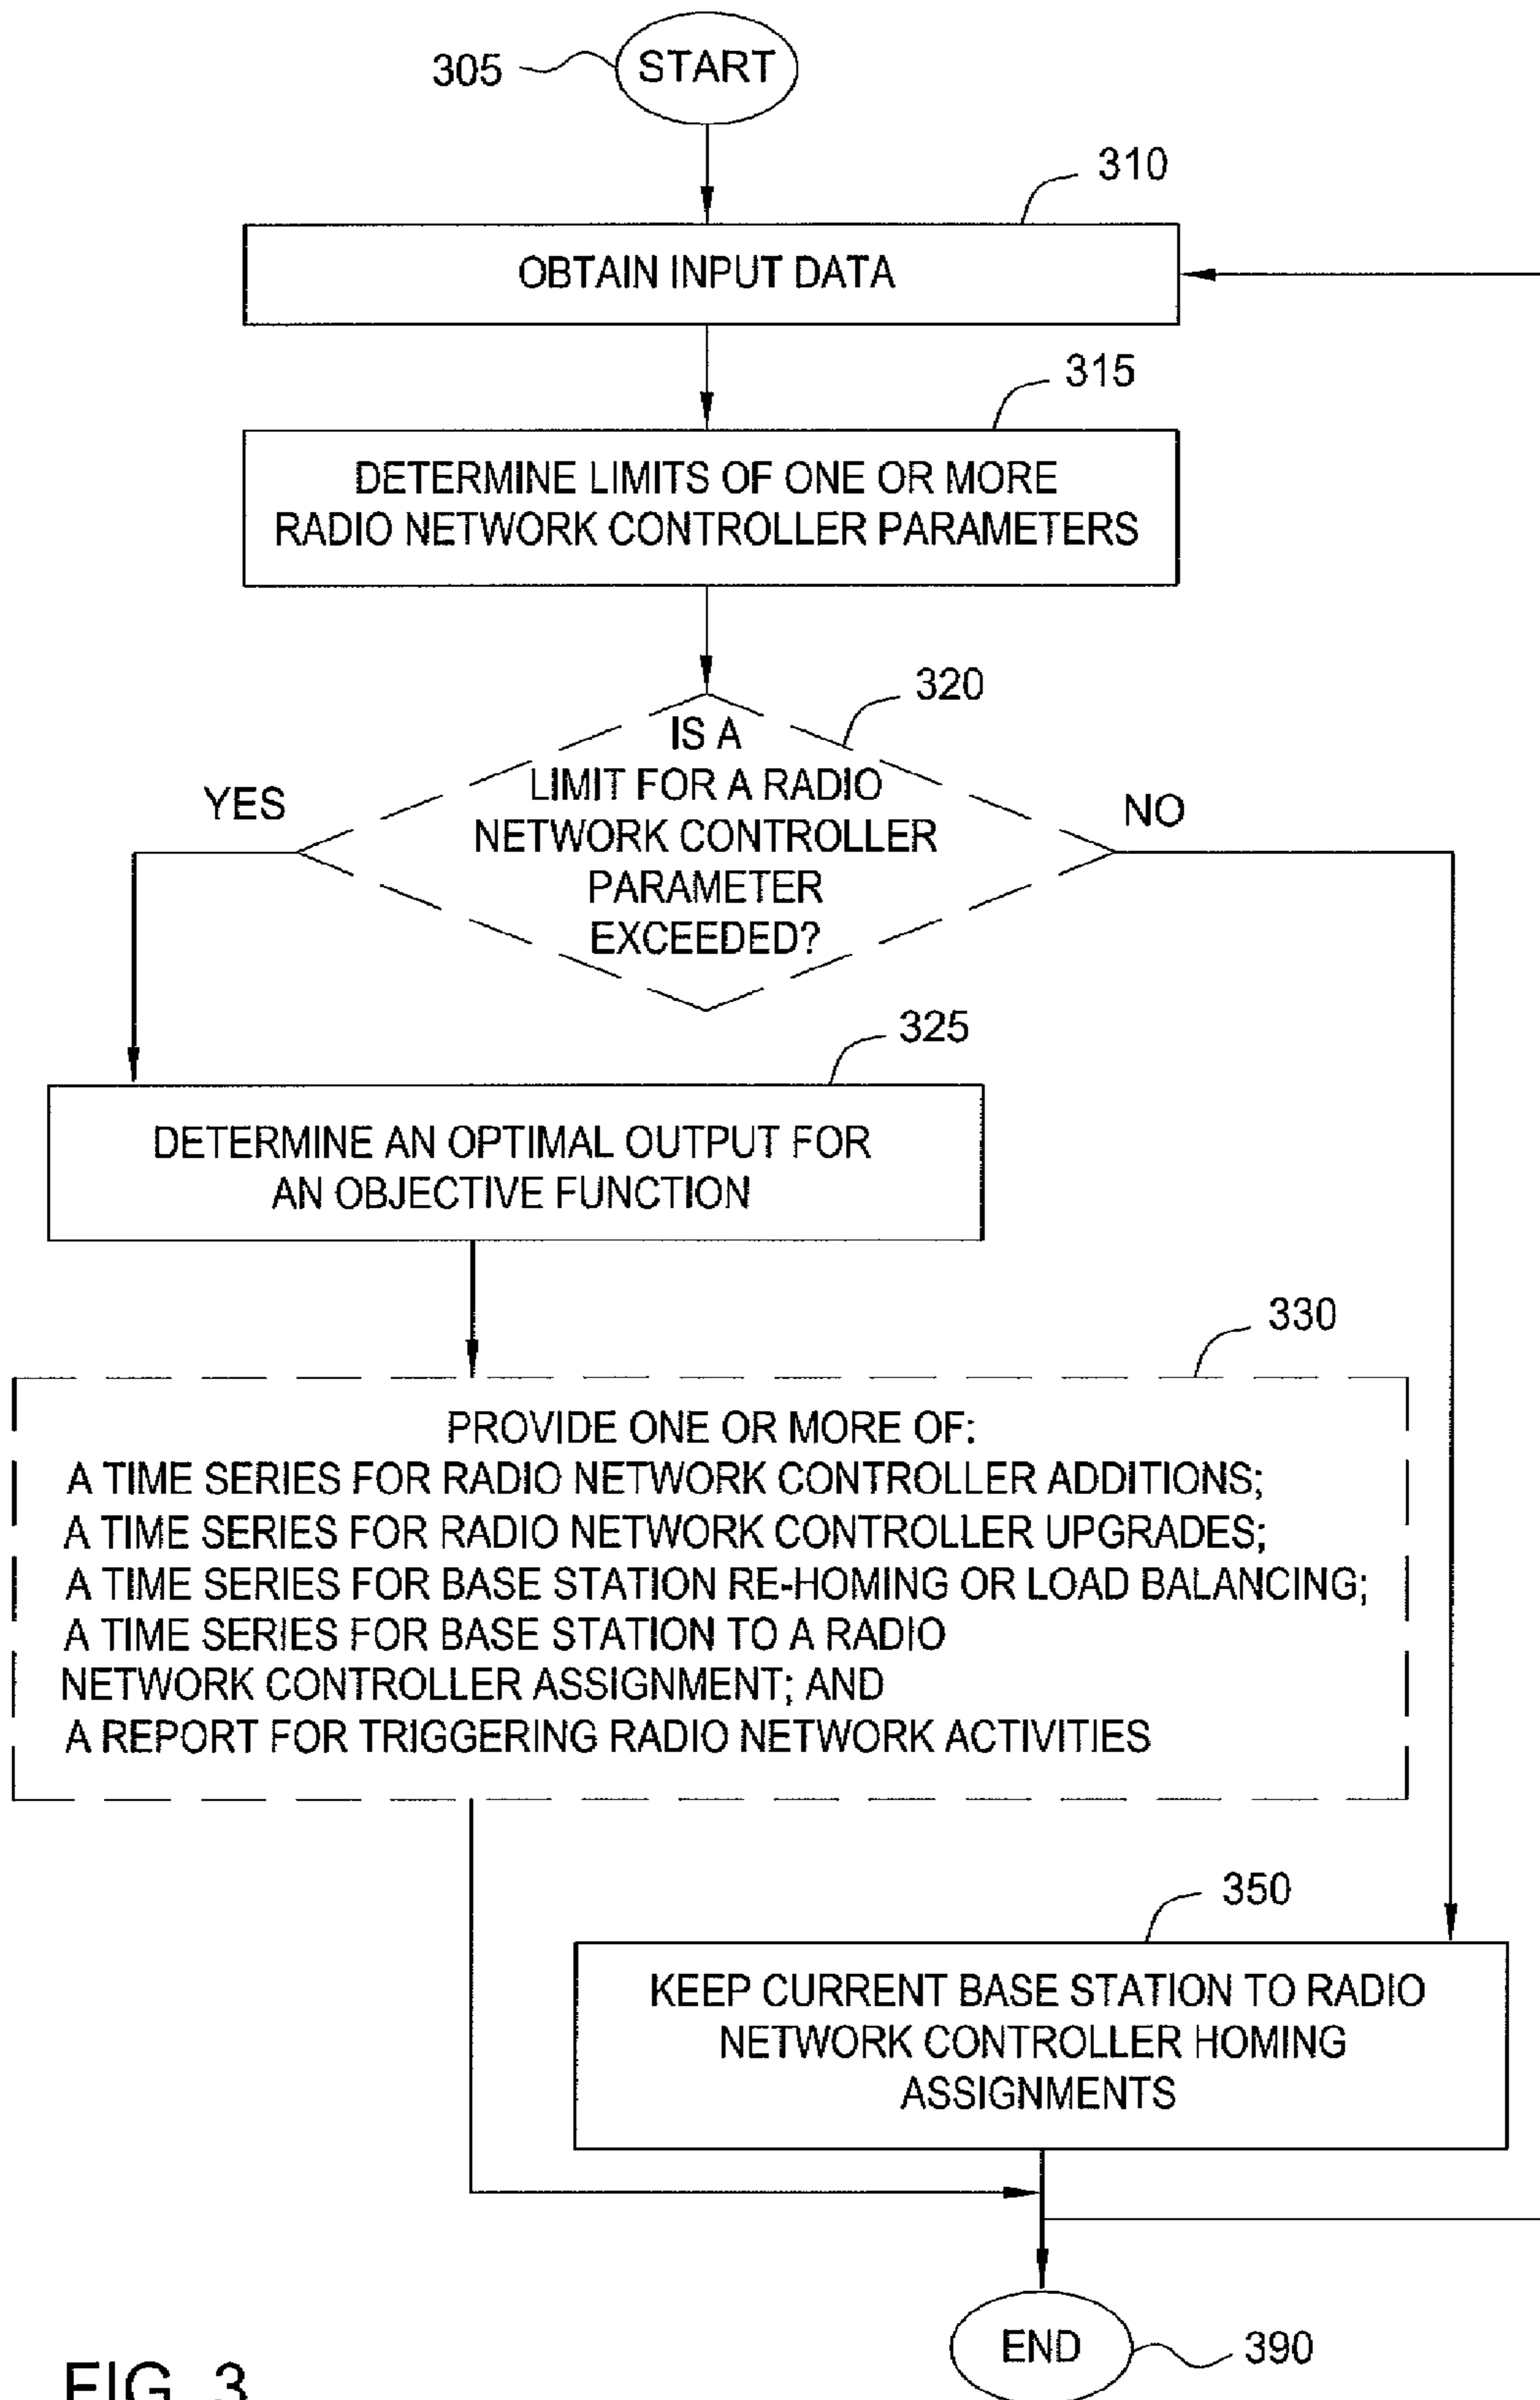 305
START
310
OBTAIN INPUT DATA
315
DETERMINE LIMITS OF ONE OR MORE
RADIO NETWORK CONTROLLER PARAMETERS
320
IS A
LIMIT FOR A RADIO
NETWORK CONTROLLER
PARAMETER
EXCEEDED?
YES
NO
325
DETERMINE AN OPTIMAL OUTPUT FOR
AN OBJECTIVE FUNCTION
330
PROVIDE ONE OR MORE OF:
A TIME SERIES FOR RADIO NETWORK CONTROLLER ADDITIONS;
A TIME SERIES FOR RADIO NETWORK CONTROLLER UPGRADES;
A TIME SERIES FOR BASE STATION RE-HOMING OR LOAD BALANCING;
A TIME SERIES FOR BASE STATION TO A RADIO
NETWORK CONTROLLER ASSIGNMENT; AND
A REPORT FOR TRIGGERING RADIO NETWORK ACTIVITIES
350
KEEP CURRENT BASE STATION TO RADIO
NETWORK CONTROLLER HOMING
ASSIGNMENTS
END
390
FIG. 3